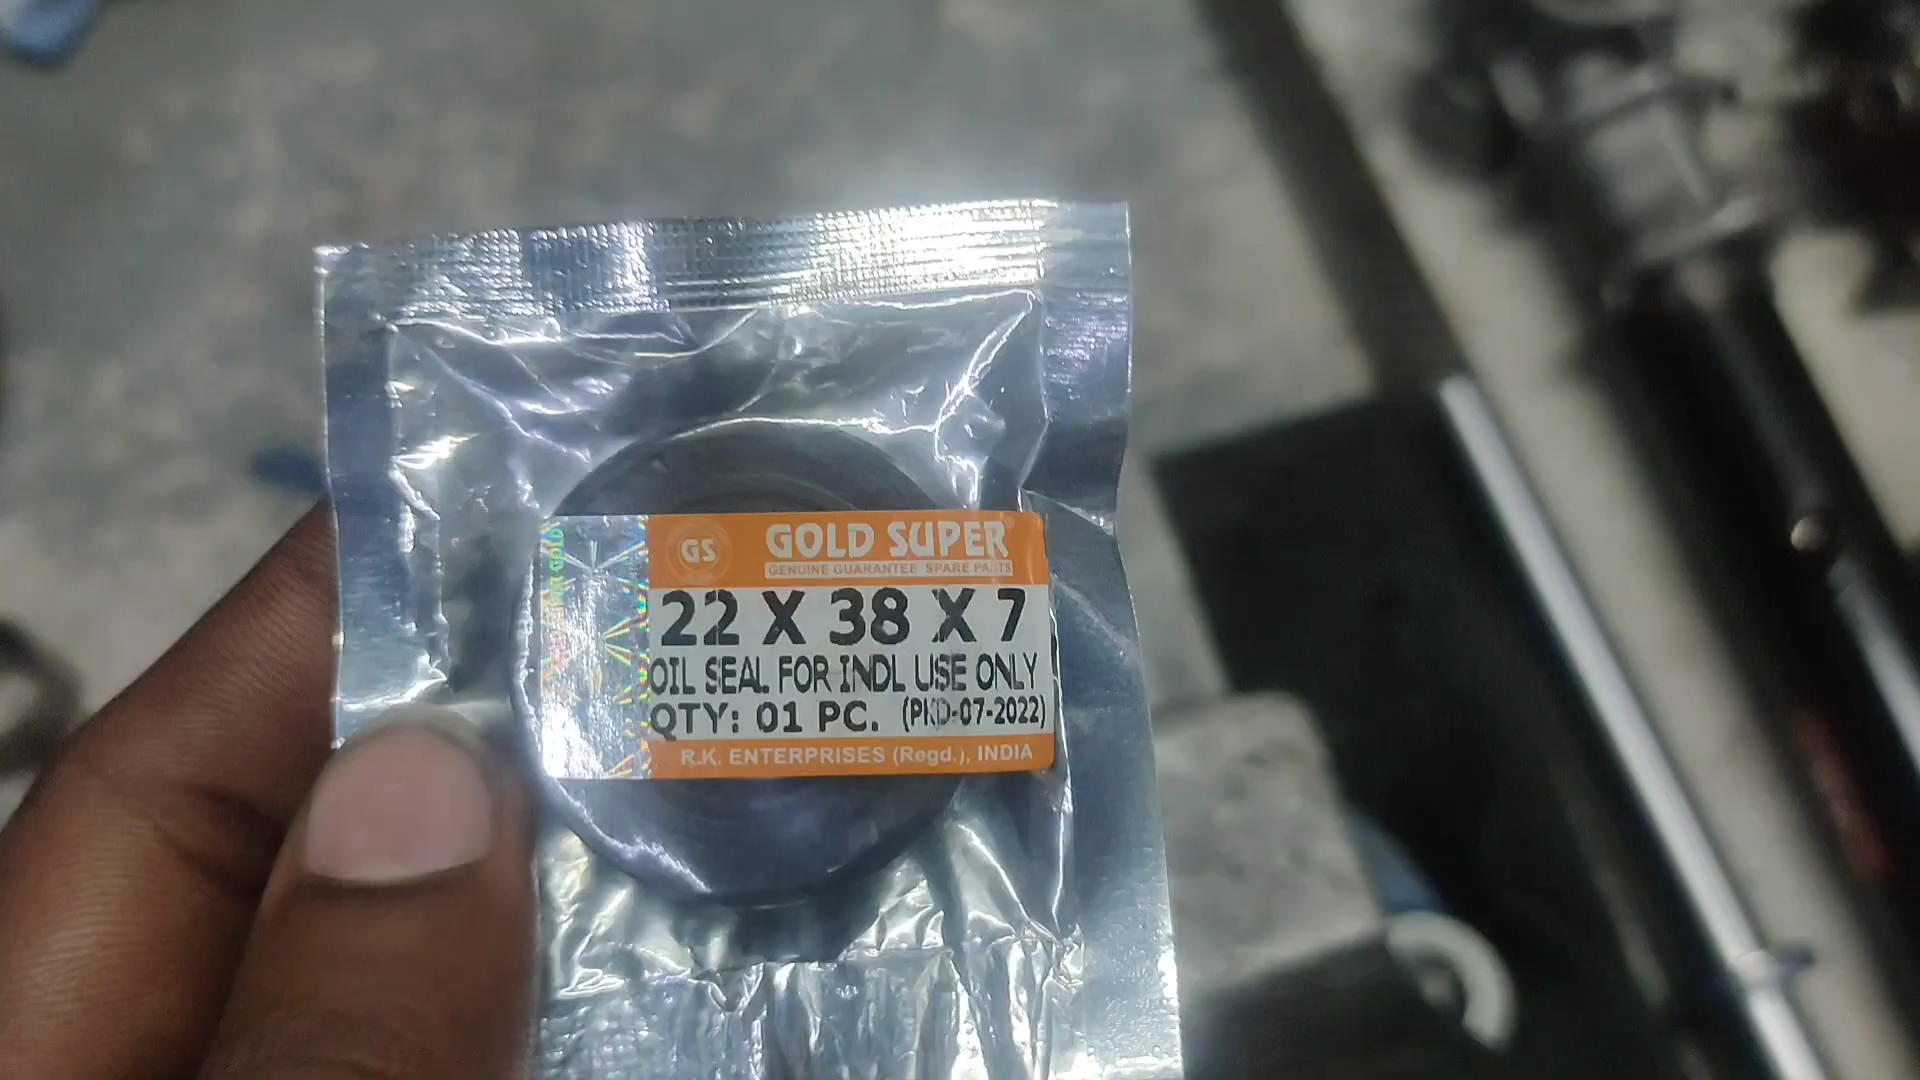 GS GOLD SUPER
GENUINE GUARANTEE SPARE PARTS
22 X 38 X 7
OIL SEAL FOR INDL USE ONLY
QTY: 01 PC. (PKD-07-2022)
R.K. ENTERPRISES (Regd.), INDIA